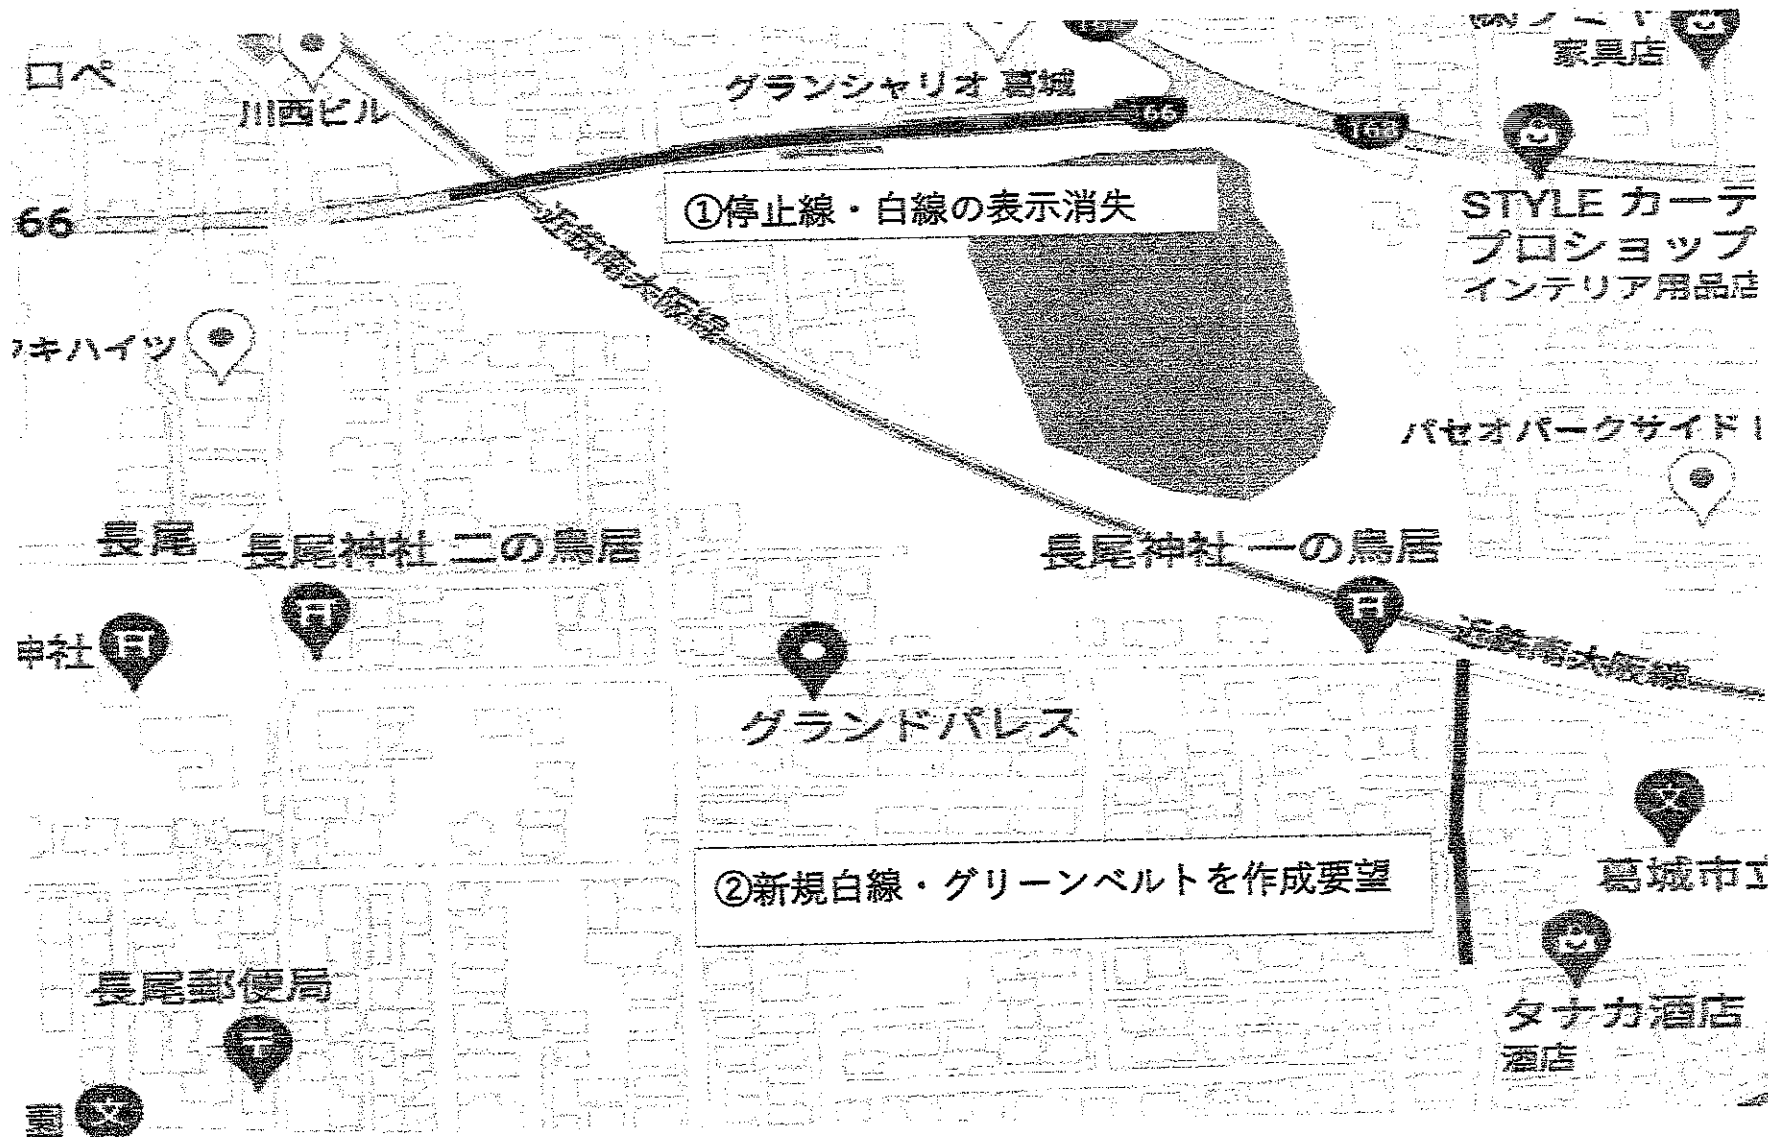 ロペ
川西ビル
グランシャリオ 葛城
家具店
166
168
①停止線・白線の表示消失
66
近鉄南大阪線
STYLE カーテ
プロショップ
インテリア用品店
キハイツ
パセオパークサイド
長尾
長尾神社 二の鳥居
長尾神社 一の鳥居
神社
近鉄南大阪線
グランドパレス
文
葛城市立
②新規白線・グリーンベルトを作成要望
長尾郵便局
〒
タナカ酒店
酒店
文